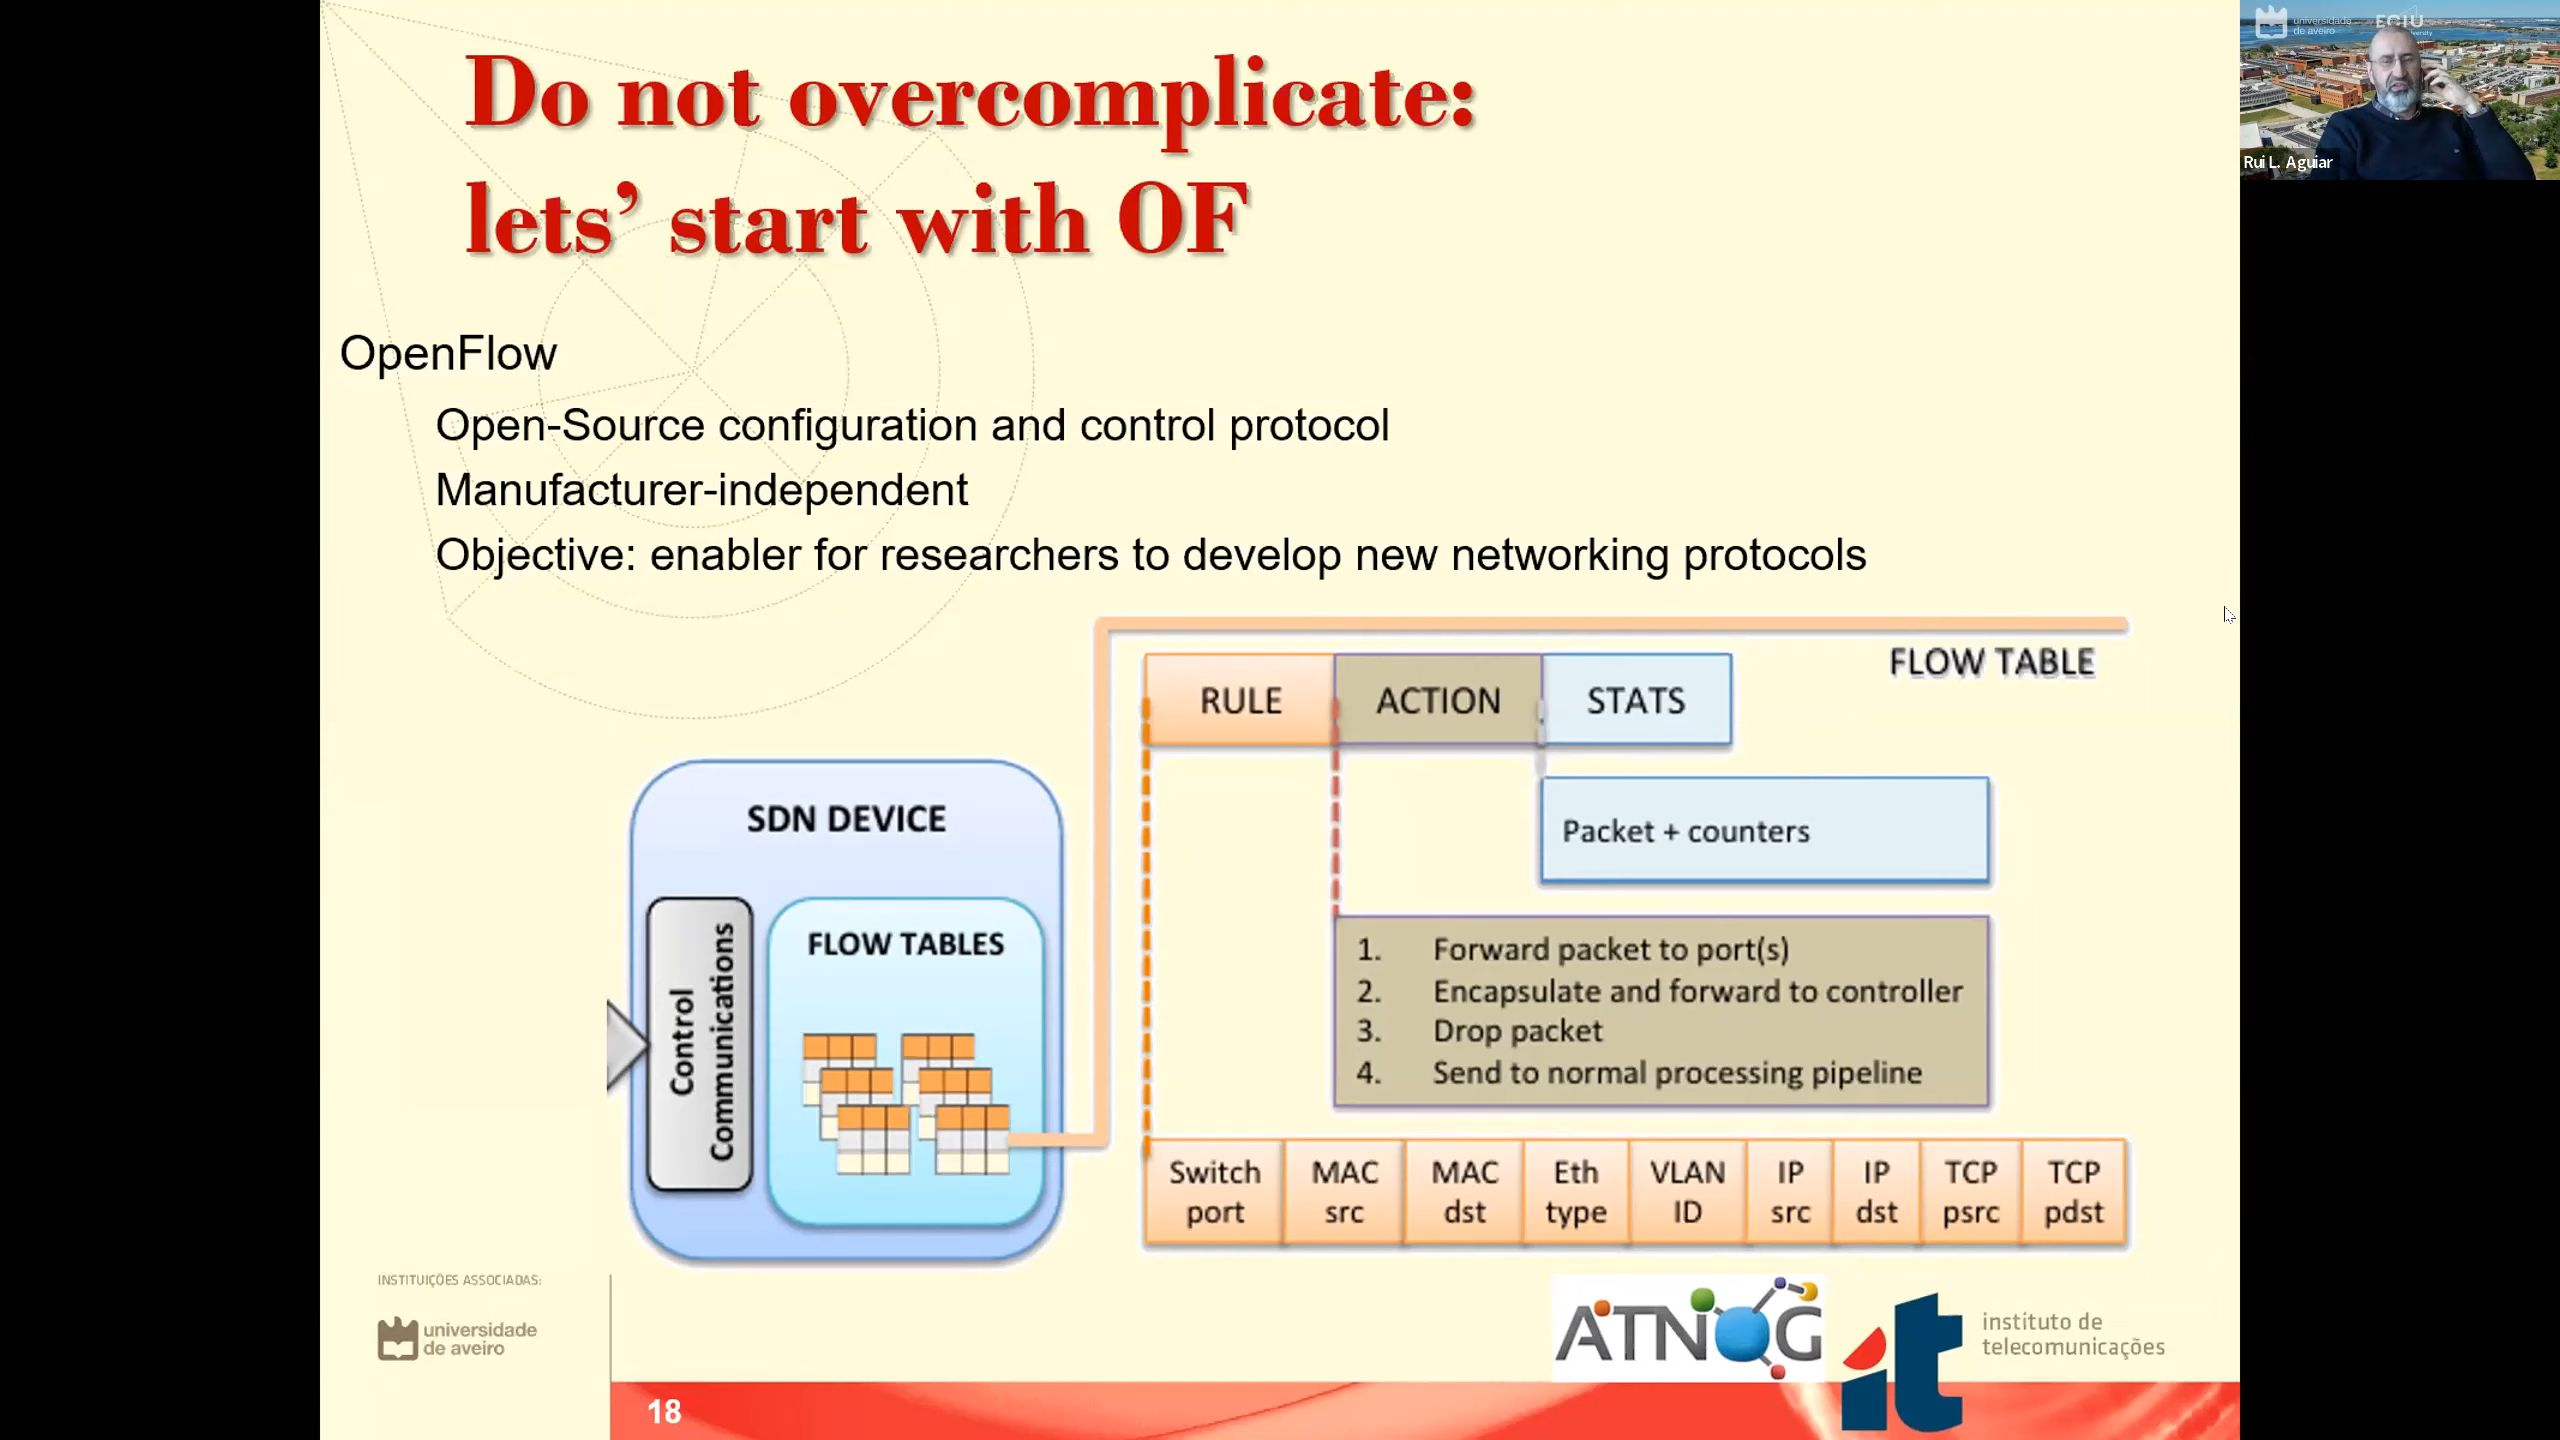 Do not overcomplicate:
lets’ start with OF
universidade
de aveiro
ECIU
Rui L. Aguiar
OpenFlow
Open-Source configuration and control protocol
Manufacturer-independent
Objective: enabler for researchers to develop new networking protocols
FLOW TABLE
RULE
ACTION
STATS
Packet + counters
1. Forward packet to port(s)
2. Encapsulate and forward to controller
3. Drop packet
4. Send to normal processing pipeline
SDN DEVICE
Control
Communications
FLOW TABLES
Switch
port
MAC
src
MAC
dst
Eth
type
VLAN
ID
IP
src
IP
dst
TCP
psrc
TCP
pdst
INSTITUIÇÕES ASSOCIADAS:
universidade
de aveiro
ATNOG
it
instituto de
telecomunicações
18